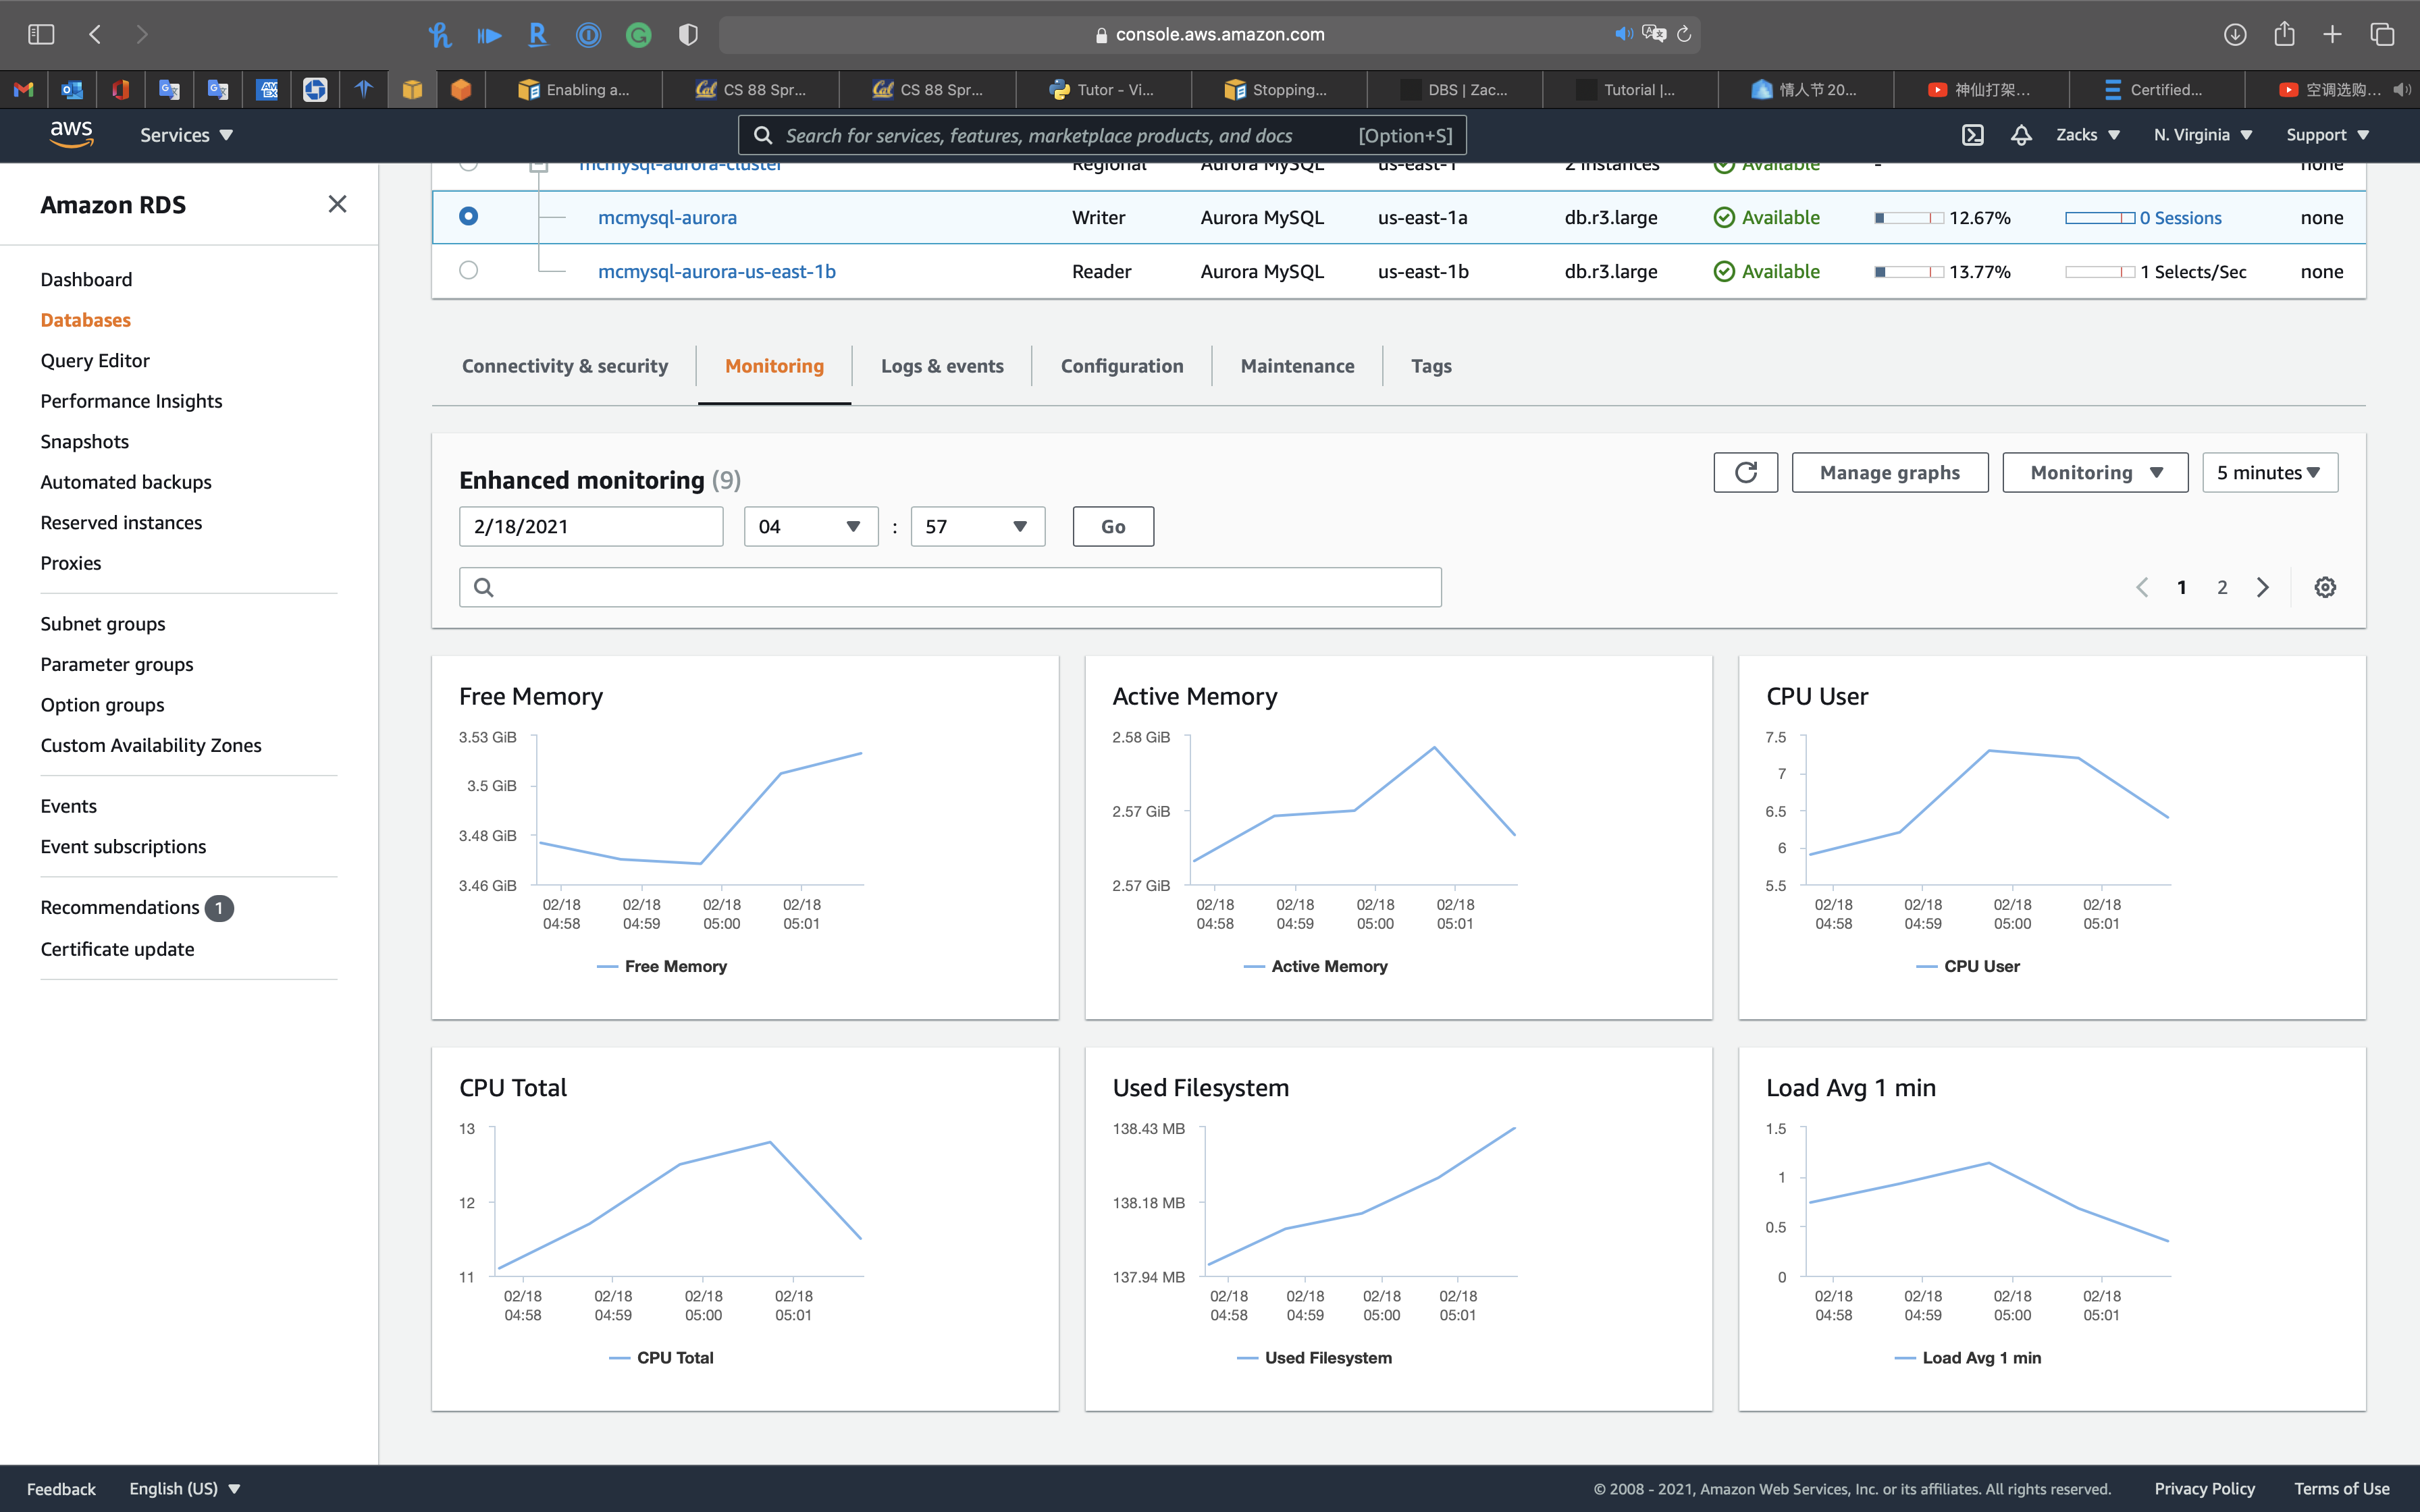 console.aws.amazon.com
Enabling a...
CS 88 Spr...
CS 88 Spr...
Tutor - Vi...
Stopping...
DBS | Zac...
Tutorial |...
情人节 20...
神仙打架...
Certified...
空调选购...
aws
Services
Search for services, features, marketplace products, and docs [Option+S]
Zacks
N. Virginia
Support
Amazon RDS
Dashboard
Databases
Query Editor
Performance Insights
Snapshots
Automated backups
Reserved instances
Proxies
Subnet groups
Parameter groups
Option groups
Custom Availability Zones
Events
Event subscriptions
Recommendations 1
Certificate update
mcmysql-aurora-cluster Regional Aurora MySQL us-east-1 2 instances Available - none
mcmysql-aurora Writer Aurora MySQL us-east-1a db.r3.large Available 12.67% 0 Sessions none
mcmysql-aurora-us-east-1b Reader Aurora MySQL us-east-1b db.r3.large Available 13.77% 1 Selects/Sec none
Connectivity & security
Monitoring
Logs & events
Configuration
Maintenance
Tags
Enhanced monitoring (9)
Manage graphs
Monitoring
5 minutes
2/18/2021 04 : 57 Go
1 2
Free Memory
3.53 GiB
3.5 GiB
3.48 GiB
3.46 GiB
02/18 02/18 02/18 02/18
04:58 04:59 05:00 05:01
Free Memory
Active Memory
2.58 GiB
2.57 GiB
2.57 GiB
02/18 02/18 02/18 02/18
04:58 04:59 05:00 05:01
Active Memory
CPU User
7.5
7
6.5
6
5.5
02/18 02/18 02/18 02/18
04:58 04:59 05:00 05:01
CPU User
CPU Total
13
12
11
02/18 02/18 02/18 02/18
04:58 04:59 05:00 05:01
CPU Total
Used Filesystem
138.43 MB
138.18 MB
137.94 MB
02/18 02/18 02/18 02/18
04:58 04:59 05:00 05:01
Used Filesystem
Load Avg 1 min
1.5
1
0.5
0
02/18 02/18 02/18 02/18
04:58 04:59 05:00 05:01
Load Avg 1 min
Feedback
English (US)
© 2008 - 2021, Amazon Web Services, Inc. or its affiliates. All rights reserved.
Privacy Policy
Terms of Use